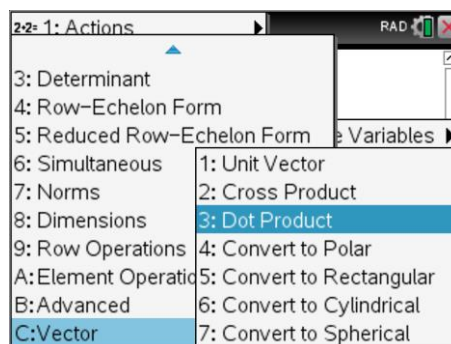 2+2= 1: Actions
RAD
3: Determinant
4: Row-Echelon Form
5: Reduced Row-Echelon Form
e Variables
6: Simultaneous
7: Norms
8: Dimensions
9: Row Operations
A:Element Operatio
B:Advanced
C:Vector
1: Unit Vector
2: Cross Product
3: Dot Product
4: Convert to Polar
5: Convert to Rectangular
6: Convert to Cylindrical
7: Convert to Spherical